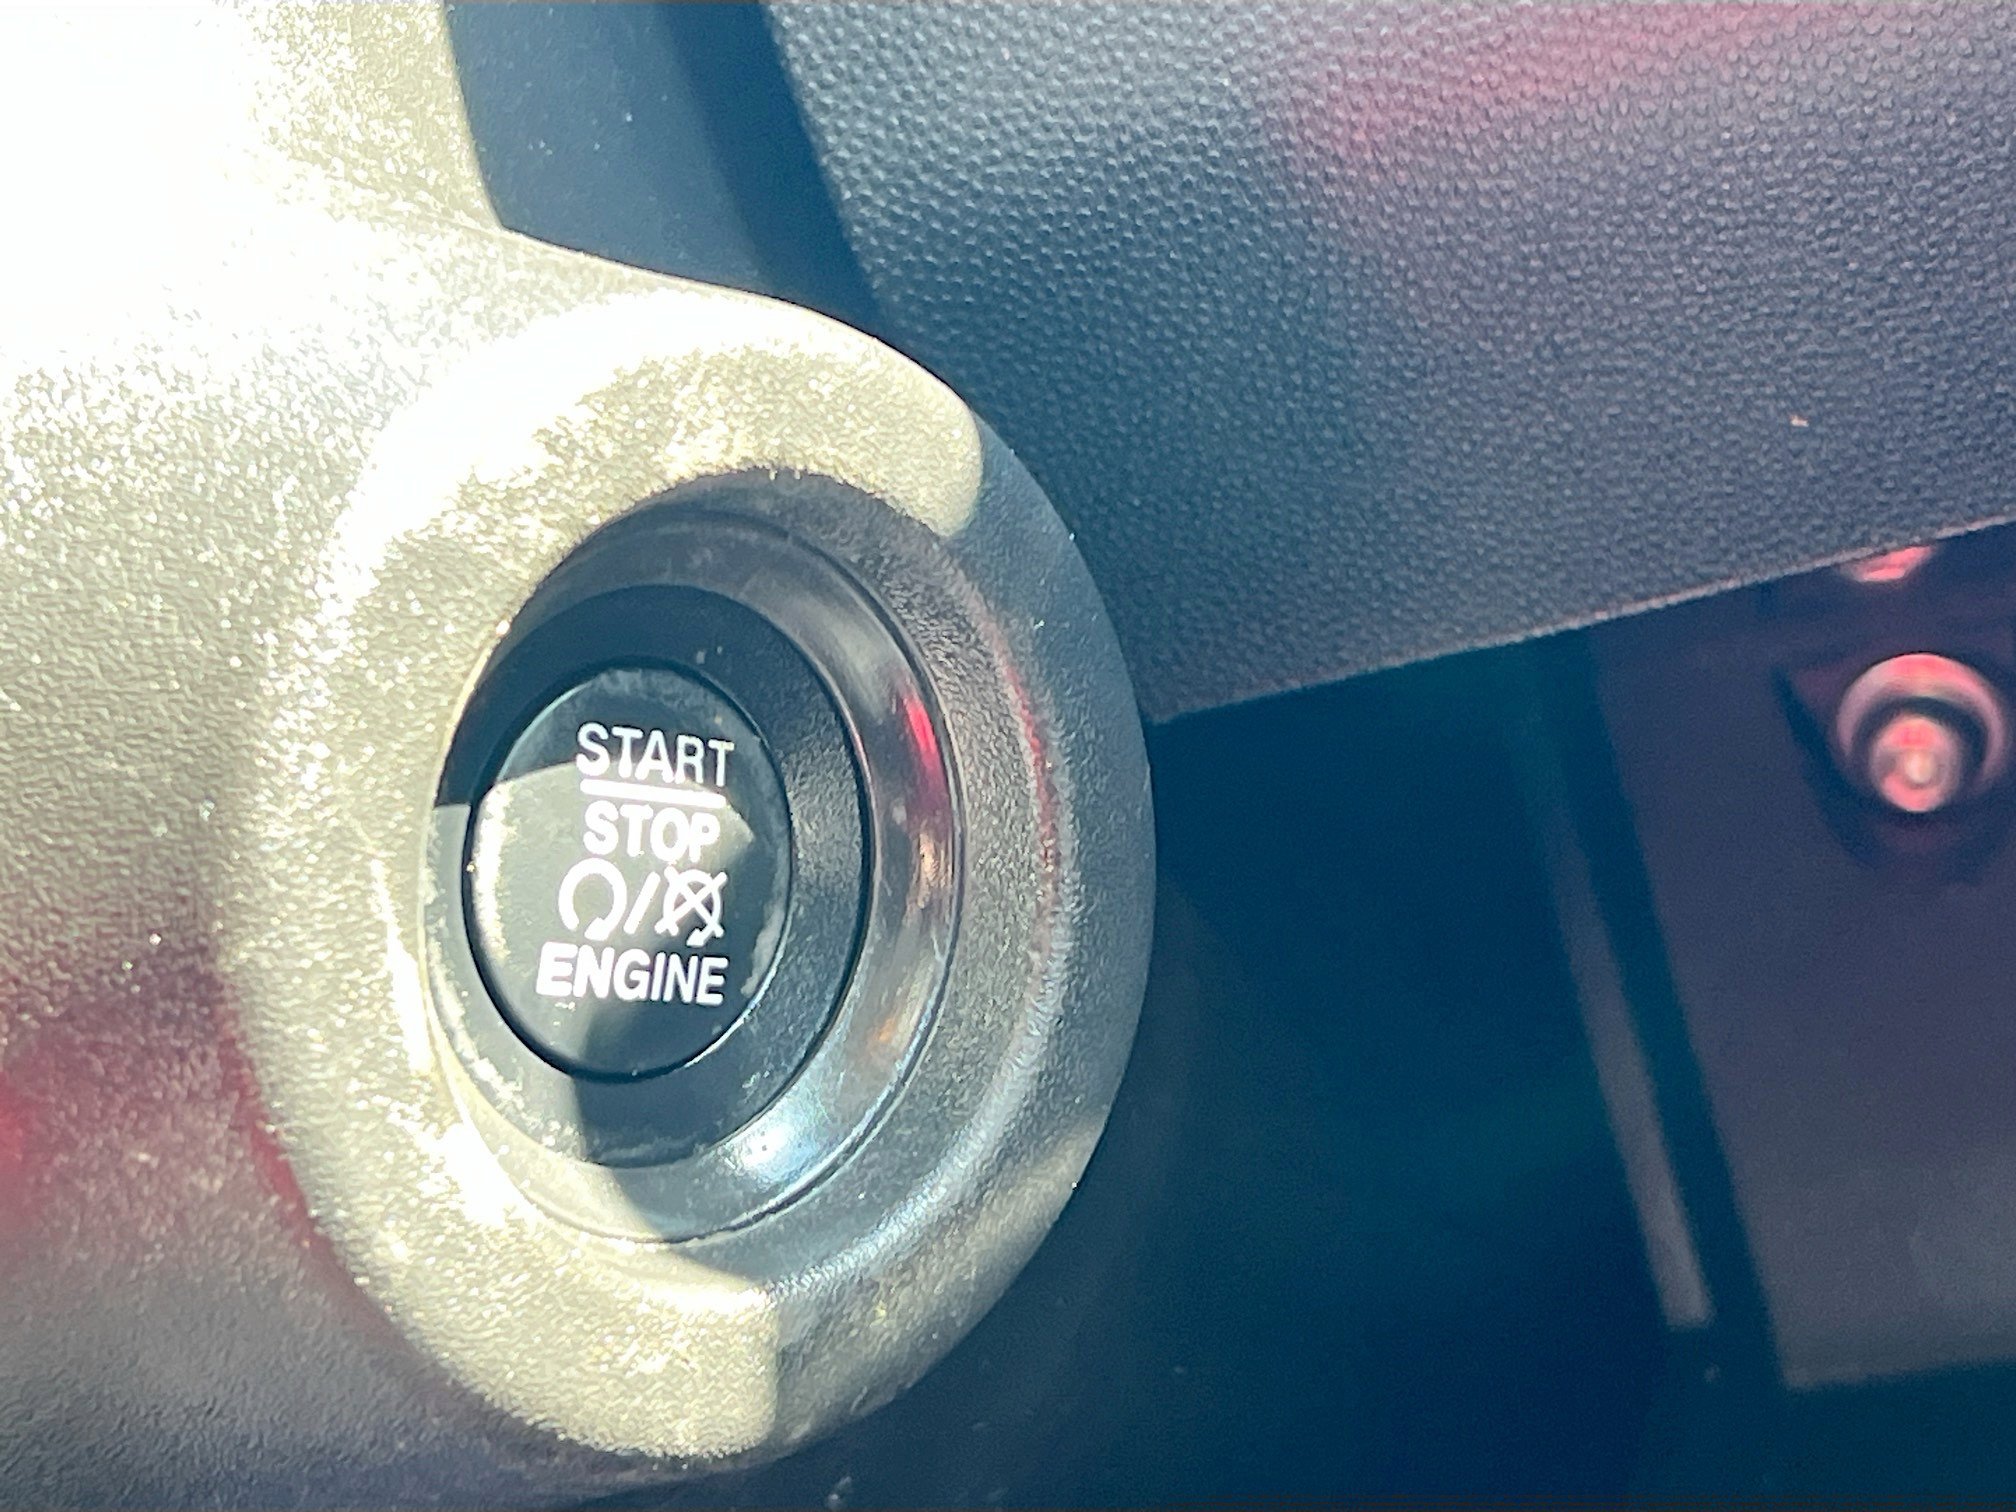 START
STOP
/
ENGINE